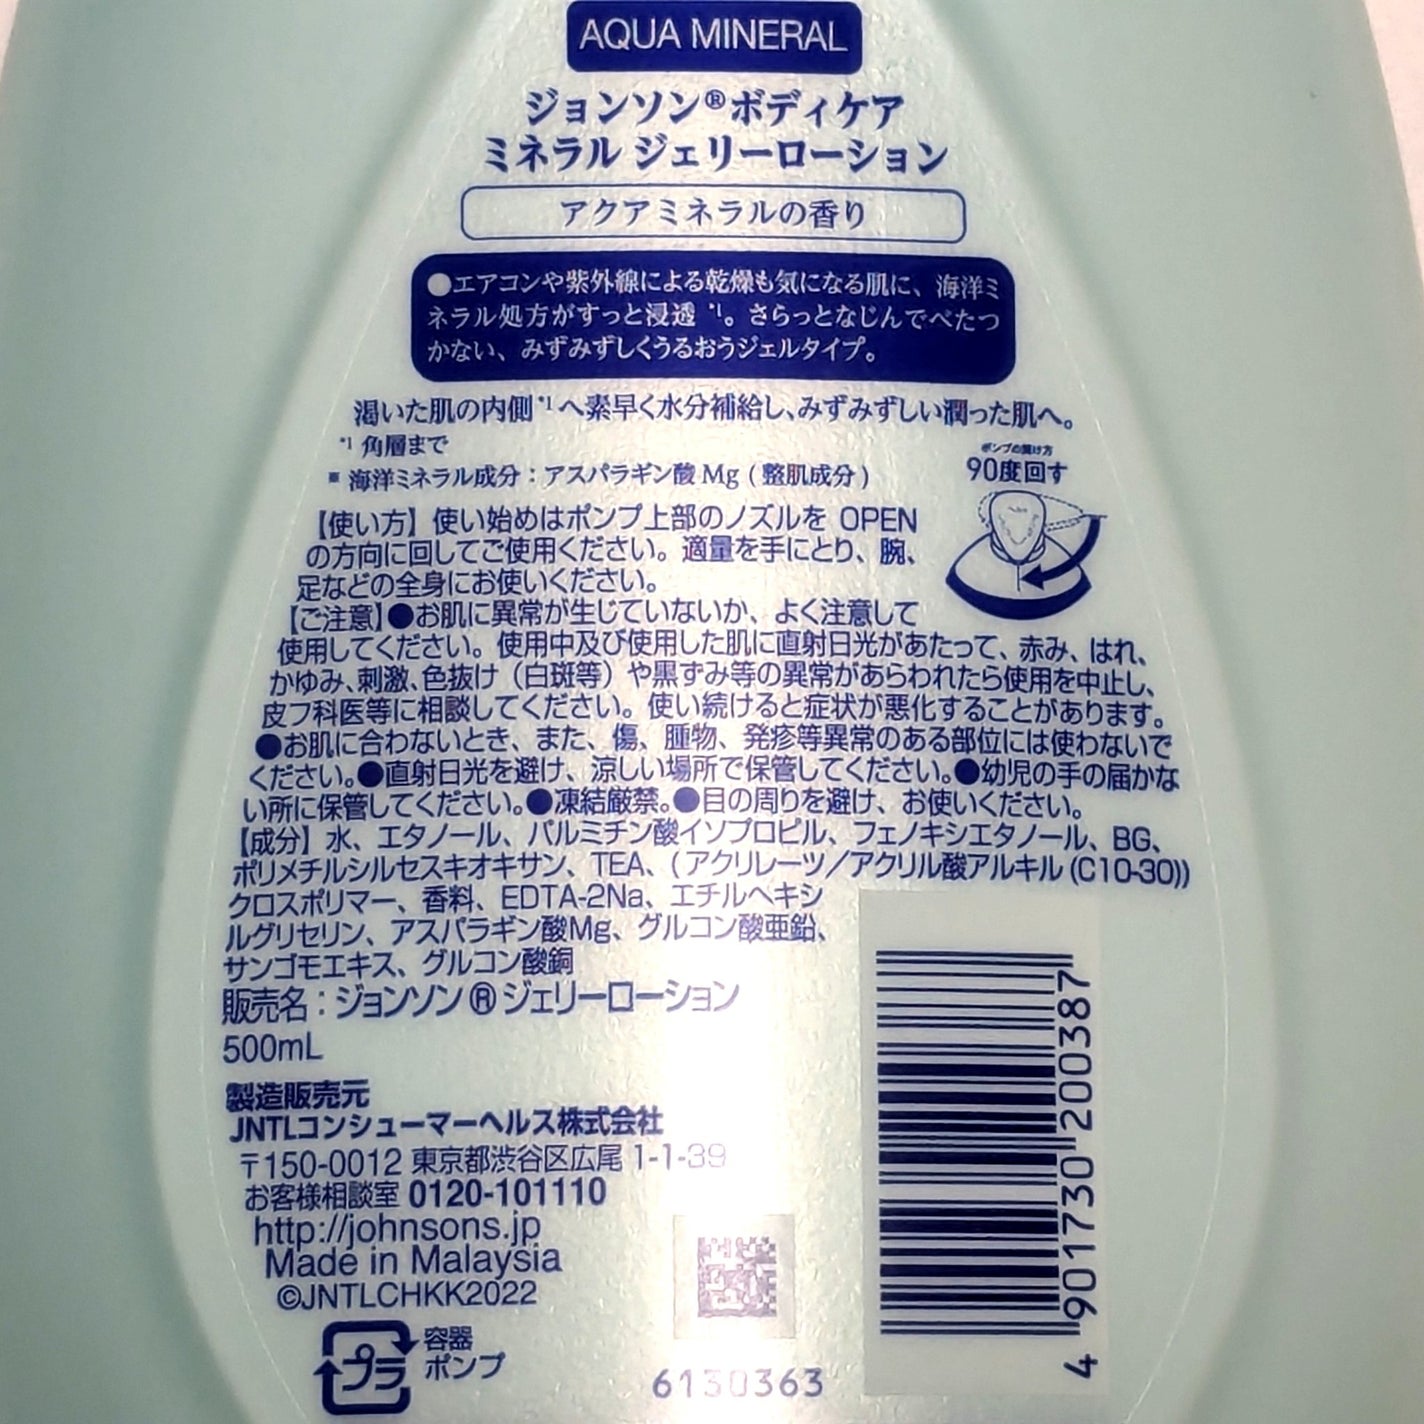 AQUA MINERAL
ジョンソン®ボディケア
ミネラル ジェリーローション
アクアミネラルの香り
●エアコンや紫外線による乾燥も気になる肌に、海洋ミ
ネラル処方がすっと浸透*1。さらっとなじんでべたつ
かない、みずみずしくうるおうジェルタイプ。
渇いた肌の内側*1へ素早く水分補給し、みずみずしい潤った肌へ。
*1 角層まで
※ 海洋ミネラル成分：アスパラギン酸 Mg（整肌成分）
ポンプの開け方
90度回す
【使い方】使い始めはポンプ上部のノズルを OPEN
の方向に回してご使用ください。適量を手にとり、腕、
足などの全身にお使いください。
【ご注意】●お肌に異常が生じていないか、よく注意して
使用してください。使用中及び使用した肌に直射日光があたって、赤み、はれ、
かゆみ、刺激、色抜け（白斑等）や黒ずみ等の異常があらわれたら使用を中止し、
皮フ科医等に相談してください。使い続けると症状が悪化することがあります。
●お肌に合わないとき、また、傷、腫物、発疹等異常のある部位には使わないで
ください。●直射日光を避け、涼しい場所で保管してください。●幼児の手の届かな
い所に保管してください。●凍結厳禁。●目の周りを避け、お使いください。
【成分】水、エタノール、パルミチン酸イソプロピル、フェノキシエタノール、BG、
ポリメチルシルセスキオキサン、TEA、（アクリレーツ／アクリル酸アルキル(C10-30)）
クロスポリマー、香料、EDTA-2Na、エチルヘキシ
ルグリセリン、アスパラギン酸Mg、グルコン酸亜鉛、
サンゴモエキス、グルコン酸銅
販売名：ジョンソン®ジェリーローション
500mL
製造販売元
JNTLコンシューマーヘルス株式会社
〒150-0012 東京都渋谷区広尾 1-1-39
お客様相談室 0120-101110
http://johnsons.jp
Made in Malaysia
©JNTLCHKK2022
プラ
容器
ポンプ
6130363
4 901730 200387